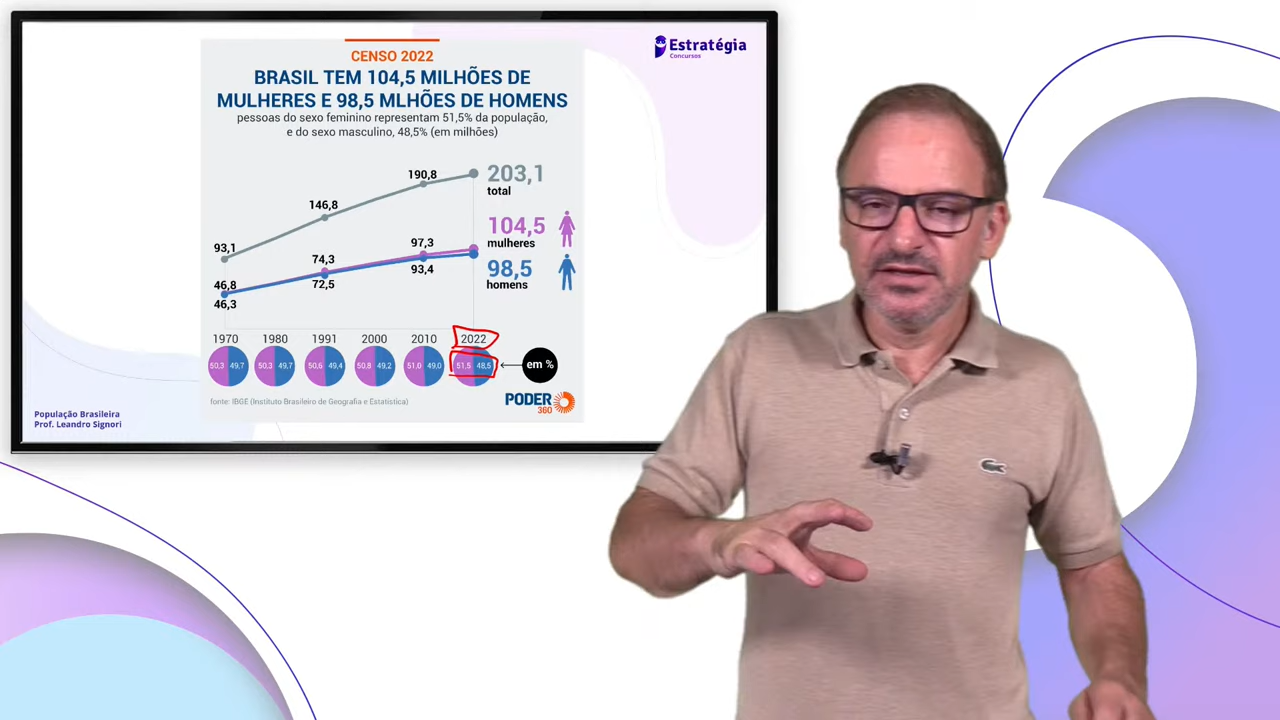 Estratégia
Concursos
CENSO 2022
BRASIL TEM 104,5 MILHÕES DE
MULHERES E 98,5 MLHÕES DE HOMENS
pessoas do sexo feminino representam 51,5% da população,
e do sexo masculino, 48,5% (em milhões)
93,1
146,8
190,8
203,1
total
46,8
46,3
74,3
72,5
97,3
93,4
104,5
mulheres
98,5
homens
1970 1980 1991 2000 2010 2022
50,3 49,7 50,3 49,7 50,6 49,4 50,8 49,2 51,0 49,0 51,5 48,5 em %
fonte: IBGE (Instituto Brasileiro de Geografia e Estatística)
PODER
360
População Brasileira
Prof. Leandro Signori